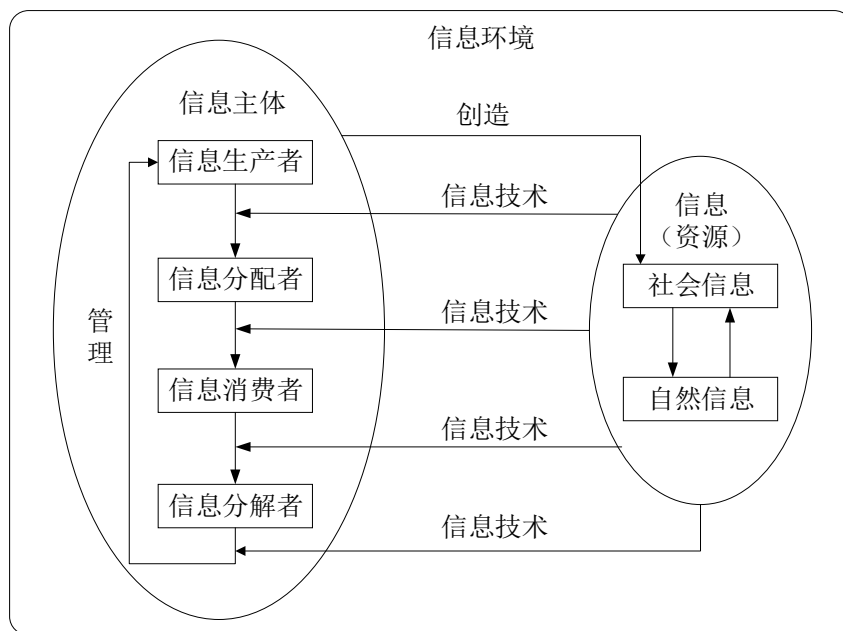 信息环境
信息主体
创造
信息生产者
信息技术
信息
（资源）
信息分配者
社会信息
管
理
信息技术
信息消费者
自然信息
信息技术
信息分解者
信息技术